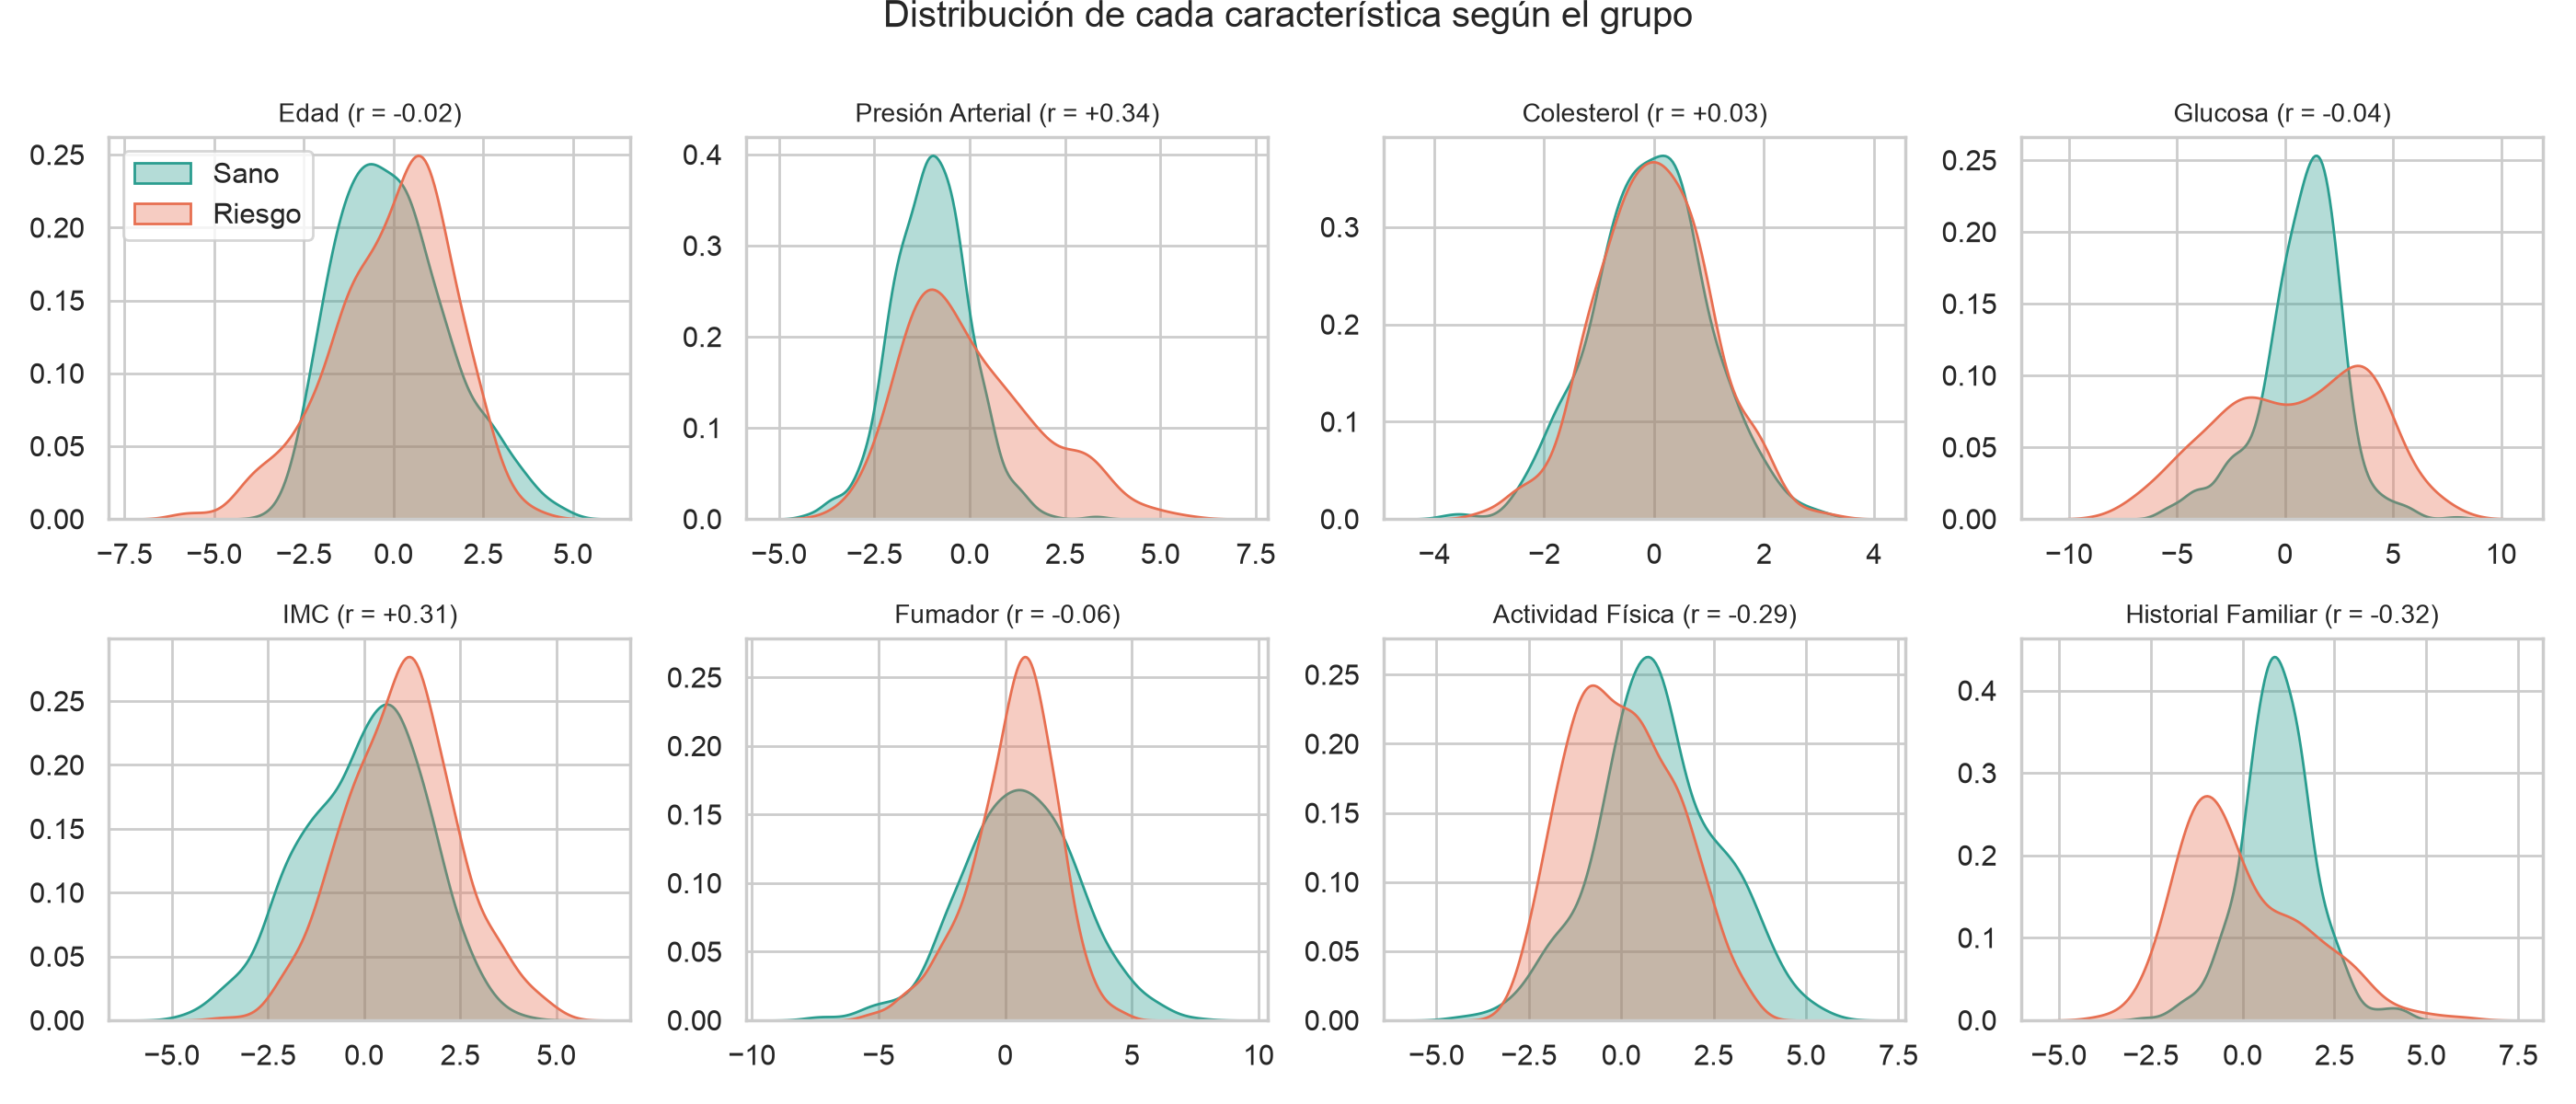 Distribución de cada característica según el grupo
Edad (r = -0.02)
0.25
0.20
0.15
0.10
0.05
0.00
Sano
Riesgo
−7.5 −5.0 −2.5 0.0 2.5 5.0
Presión Arterial (r = +0.34)
0.4
0.3
0.2
0.1
0.0
−5.0 −2.5 0.0 2.5 5.0 7.5
Colesterol (r = +0.03)
0.3
0.2
0.1
0.0
−4 −2 0 2 4
Glucosa (r = -0.04)
0.25
0.20
0.15
0.10
0.05
0.00
−10 −5 0 5 10
IMC (r = +0.31)
0.25
0.20
0.15
0.10
0.05
0.00
−5.0 −2.5 0.0 2.5 5.0
Fumador (r = -0.06)
0.25
0.20
0.15
0.10
0.05
0.00
−10 −5 0 5 10
Actividad Física (r = -0.29)
0.25
0.20
0.15
0.10
0.05
0.00
−5.0 −2.5 0.0 2.5 5.0 7.5
Historial Familiar (r = -0.32)
0.4
0.3
0.2
0.1
0.0
−5.0 −2.5 0.0 2.5 5.0 7.5